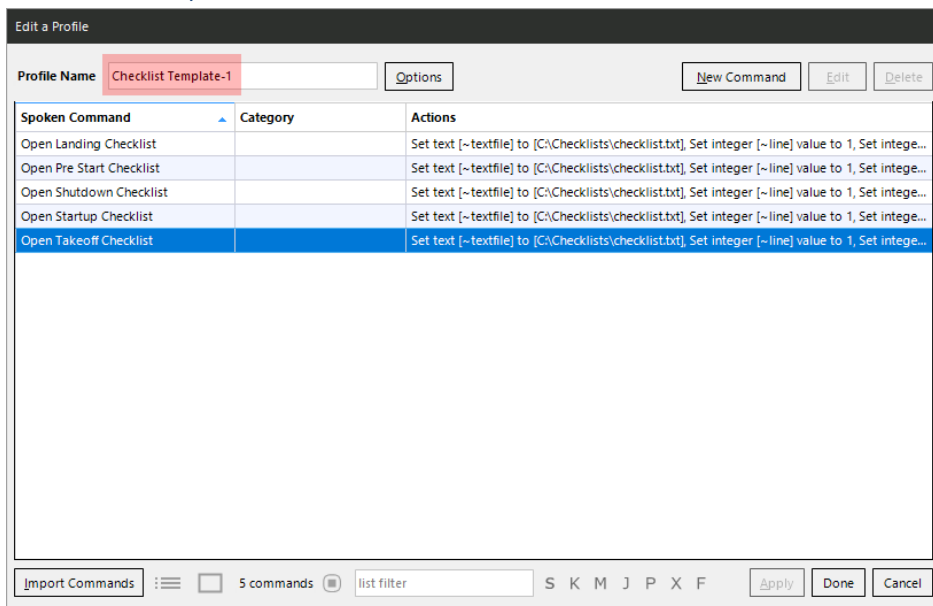 Edit a Profile
Profile Name Checklist Template-1 Options New Command Edit Delete
Spoken Command Category Actions
Open Landing Checklist Set text [~textfile] to [C:\Checklists\checklist.txt], Set integer [~line] value to 1, Set intege...
Open Pre Start Checklist Set text [~textfile] to [C:\Checklists\checklist.txt], Set integer [~line] value to 1, Set intege...
Open Shutdown Checklist Set text [~textfile] to [C:\Checklists\checklist.txt], Set integer [~line] value to 1, Set intege...
Open Startup Checklist Set text [~textfile] to [C:\Checklists\checklist.txt], Set integer [~line] value to 1, Set intege...
Open Takeoff Checklist Set text [~textfile] to [C:\Checklists\checklist.txt], Set integer [~line] value to 1, Set intege...
Import Commands 5 commands list filter S K M J P X F Apply Done Cancel